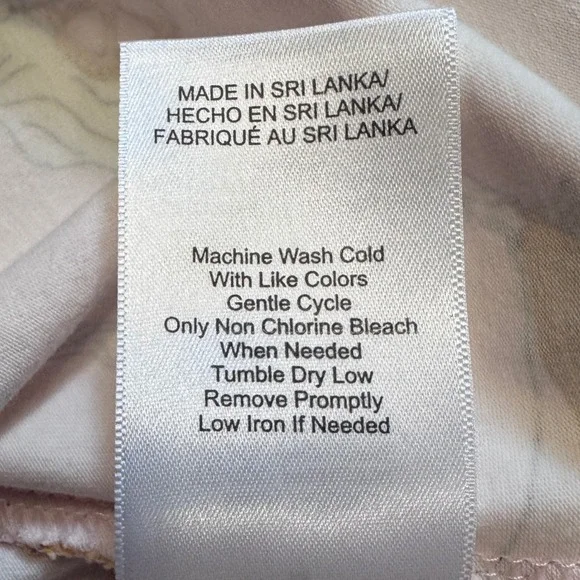 MADE IN SRI LANKA/
HECHO EN SRI LANKA/
FABRIQUÉ AU SRI LANKA
Machine Wash Cold
With Like Colors
Gentle Cycle
Only Non Chlorine Bleach
When Needed
Tumble Dry Low
Remove Promptly
Low Iron If Needed